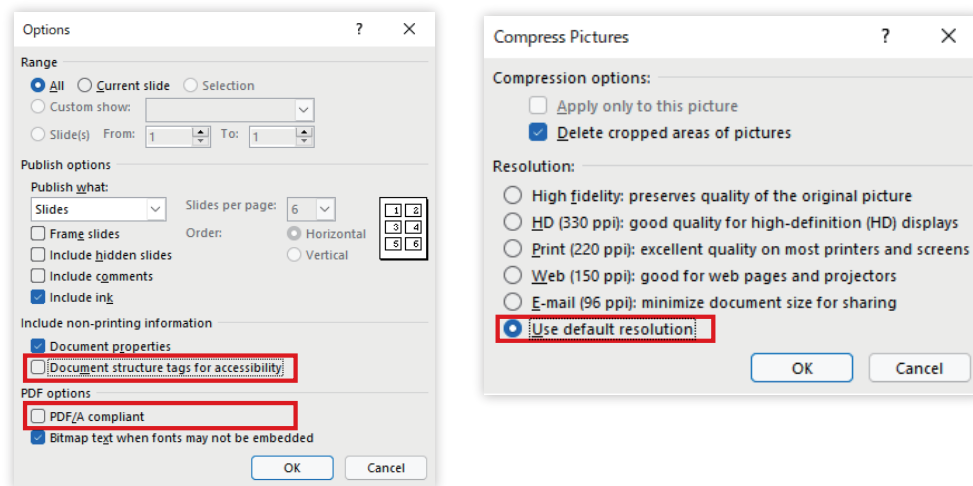 Options
Range
All Current slide Selection
Custom show:
Slide(s) From: 1 To: 1
Publish options
Publish what:
Slides
Slides per page: 6
Frame slides
Order: Horizontal
Include hidden slides
Vertical
Include comments
Include ink
1 2
3 4
5 6
Include non-printing information
Document properties
Document structure tags for accessibility
PDF options
PDF/A compliant
Bitmap text when fonts may not be embedded
OK Cancel
Compress Pictures
Compression options:
Apply only to this picture
Delete cropped areas of pictures
Resolution:
High fidelity: preserves quality of the original picture
HD (330 ppi): good quality for high-definition (HD) displays
Print (220 ppi): excellent quality on most printers and screens
Web (150 ppi): good for web pages and projectors
E-mail (96 ppi): minimize document size for sharing
Use default resolution
OK Cancel